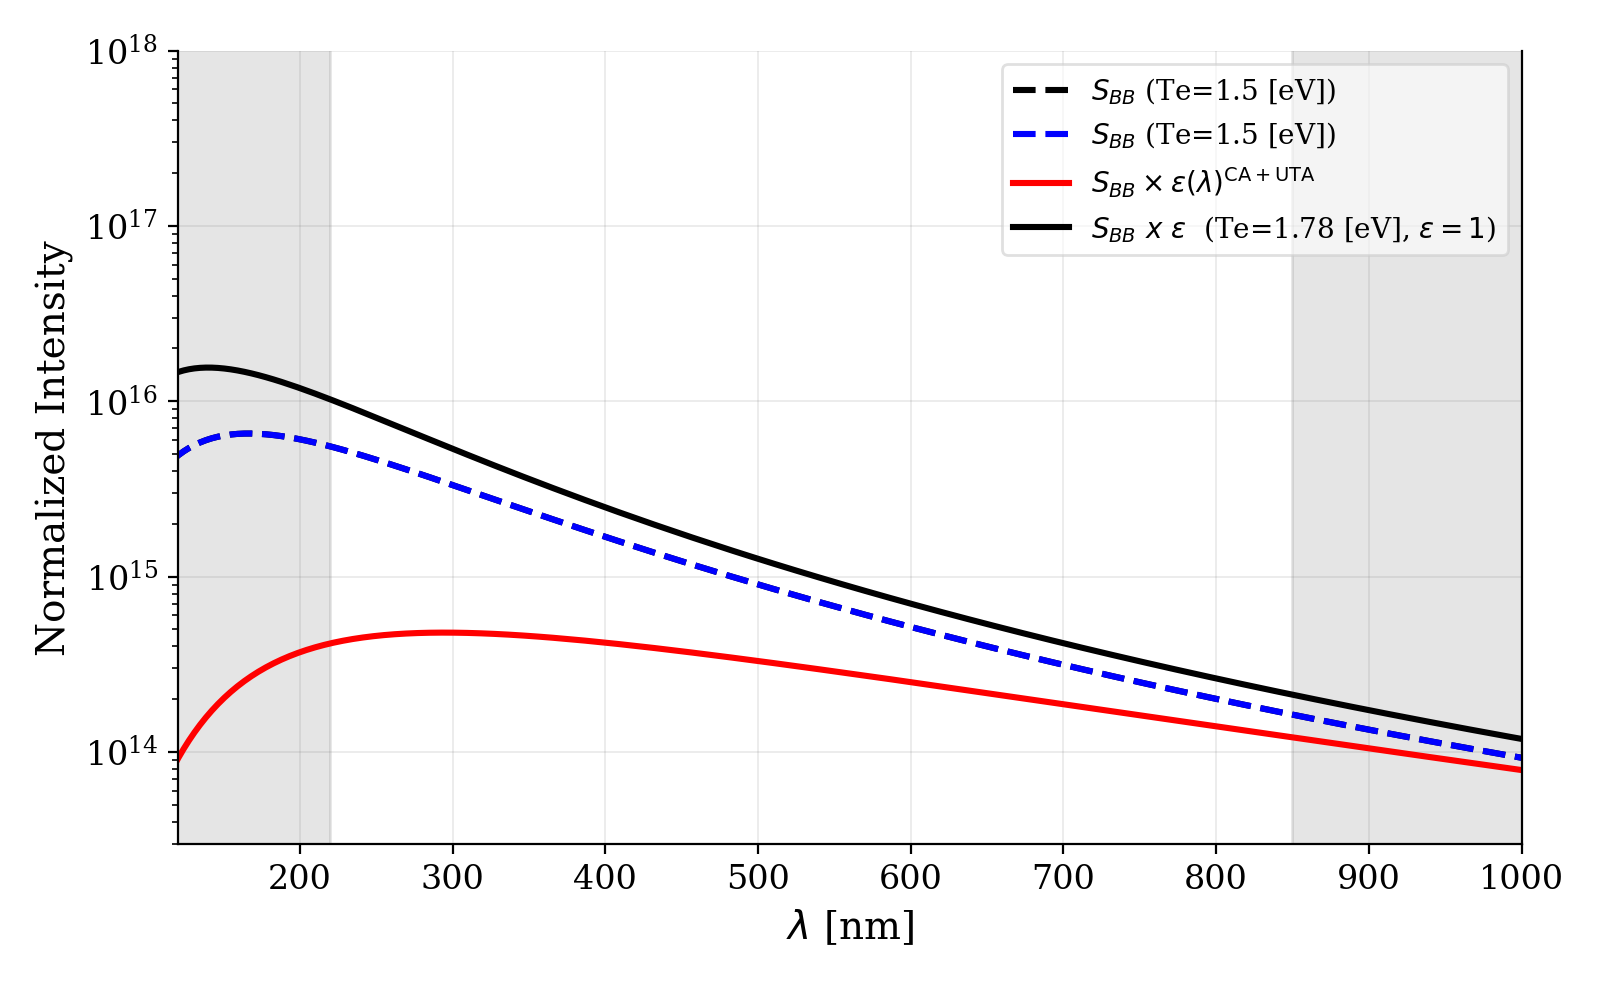 10^18
10^17
10^16
10^15
10^14
Normalized Intensity
S_BB (Te=1.5 [eV])
S_BB (Te=1.5 [eV])
S_BB × ε(λ)^CA+UTA
S_BB x ε (Te=1.78 [eV], ε = 1)
200 300 400 500 600 700 800 900 1000
λ [nm]